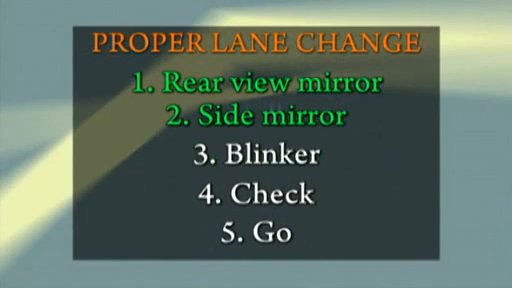 PROPER LANE CHANGE
1. Rear view mirror
2. Side mirror
3. Blinker
4. Check
5. Go